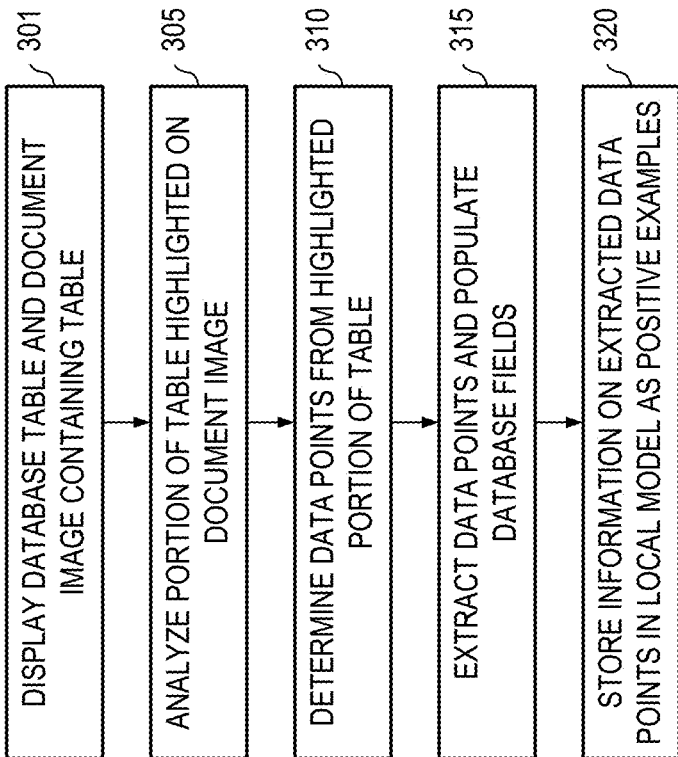 301
DISPLAY DATABASE TABLE AND DOCUMENT
IMAGE CONTAINING TABLE
305
ANALYZE PORTION OF TABLE HIGHLIGHTED ON
DOCUMENT IMAGE
310
DETERMINE DATA POINTS FROM HIGHLIGHTED
PORTION OF TABLE
315
EXTRACT DATA POINTS AND POPULATE
DATABASE FIELDS
320
STORE INFORMATION ON EXTRACTED DATA
POINTS IN LOCAL MODEL AS POSITIVE EXAMPLES